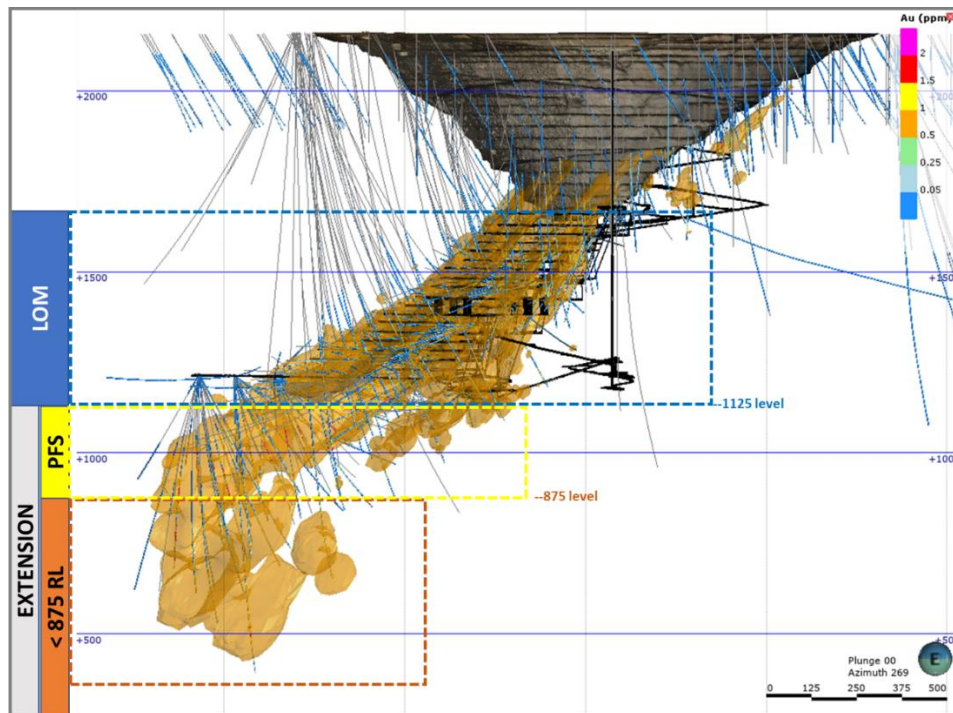 Au (ppm)
2
1.5
1
0.5
0.25
0.05
+2000
LOM
+1500
+1500
--1125 level
EXTENSION
PFS
+1000
--875 level
< 875 RL
+500
Plunge 00
Azimuth 269
E
0 125 250 375 500